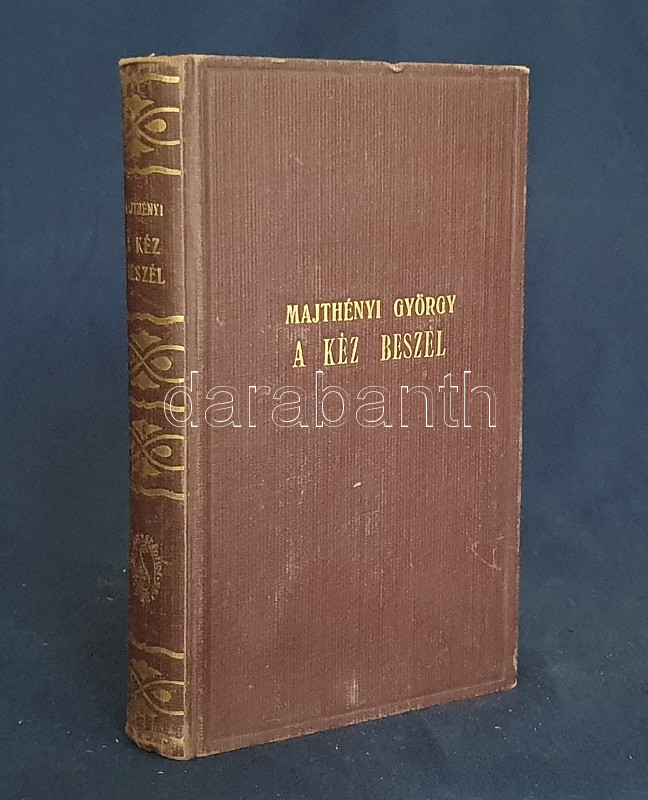 MAJTHÉNYI
A KÉZ
BESZÉL
MAJTHÉNYI GYÖRGY
A KÉZ BESZÉL
darabanth